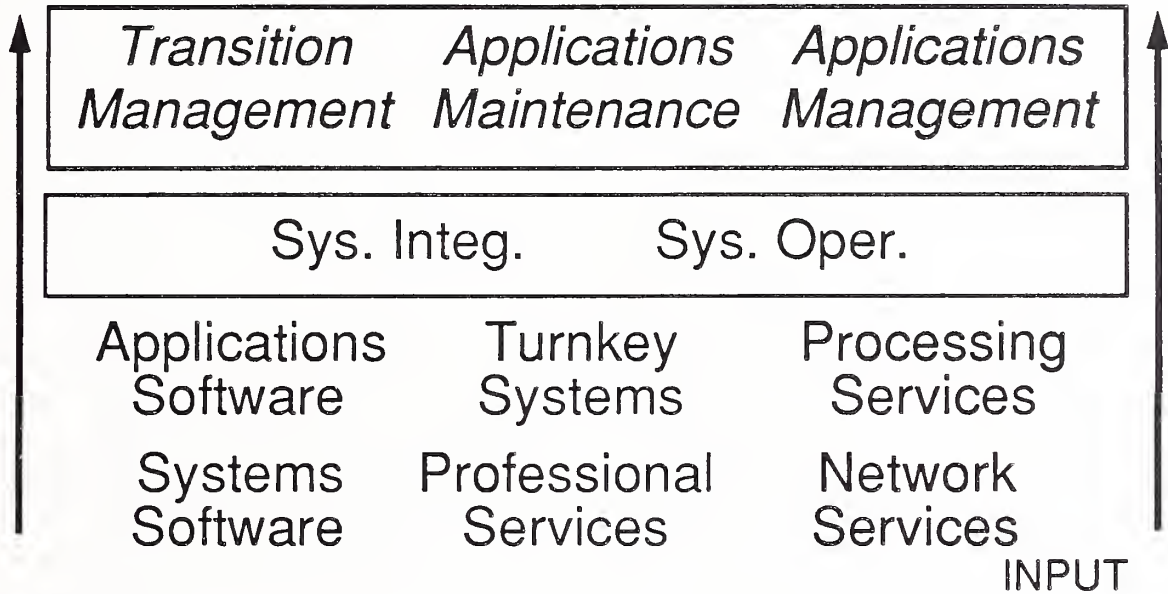 Transition Applications Applications
Management Maintenance Management
Sys. Integ. Sys. Oper.
Applications Turnkey Processing
Software Systems Services
Systems Professional Network
Software Services Services
INPUT